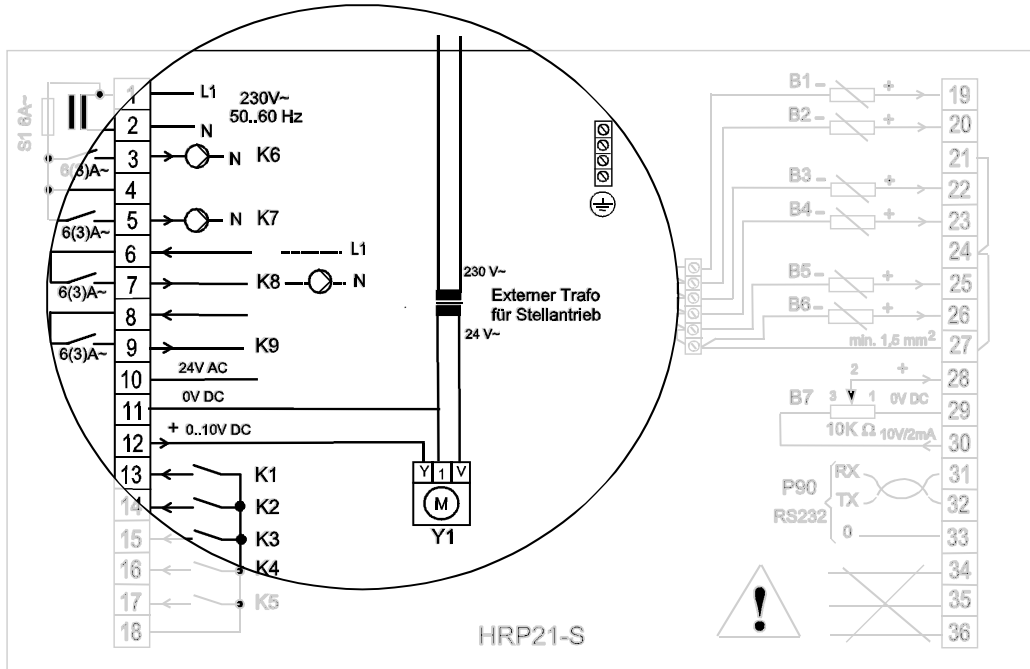 S1 6A~
1
L1
230V~
50..60 Hz
2
N
3
N
K6
6(3)A~
4
5
N
K7
6(3)A~
6
L1
7
K8
N
6(3)A~
8
9
K9
6(3)A~
10
24V AC
11
0V DC
12
+ 0..10V DC
13
K1
14
K2
15
K3
16
K4
17
K5
18
230 V~
Externer Trafo
für Stellantrieb
24 V~
Y 1 V
M
Y1
B1 - + 19
B2 - + 20
21
B3 - + 22
B4 - + 23
24
B5 - + 25
B6 - + 26
min. 1,5 mm² 27
2 + 28
B7 3 1 0V DC 29
10K Ω 10V/2mA 30
RX 31
P90
TX 32
RS232
0 33
34
35
36
!
HRP21-S